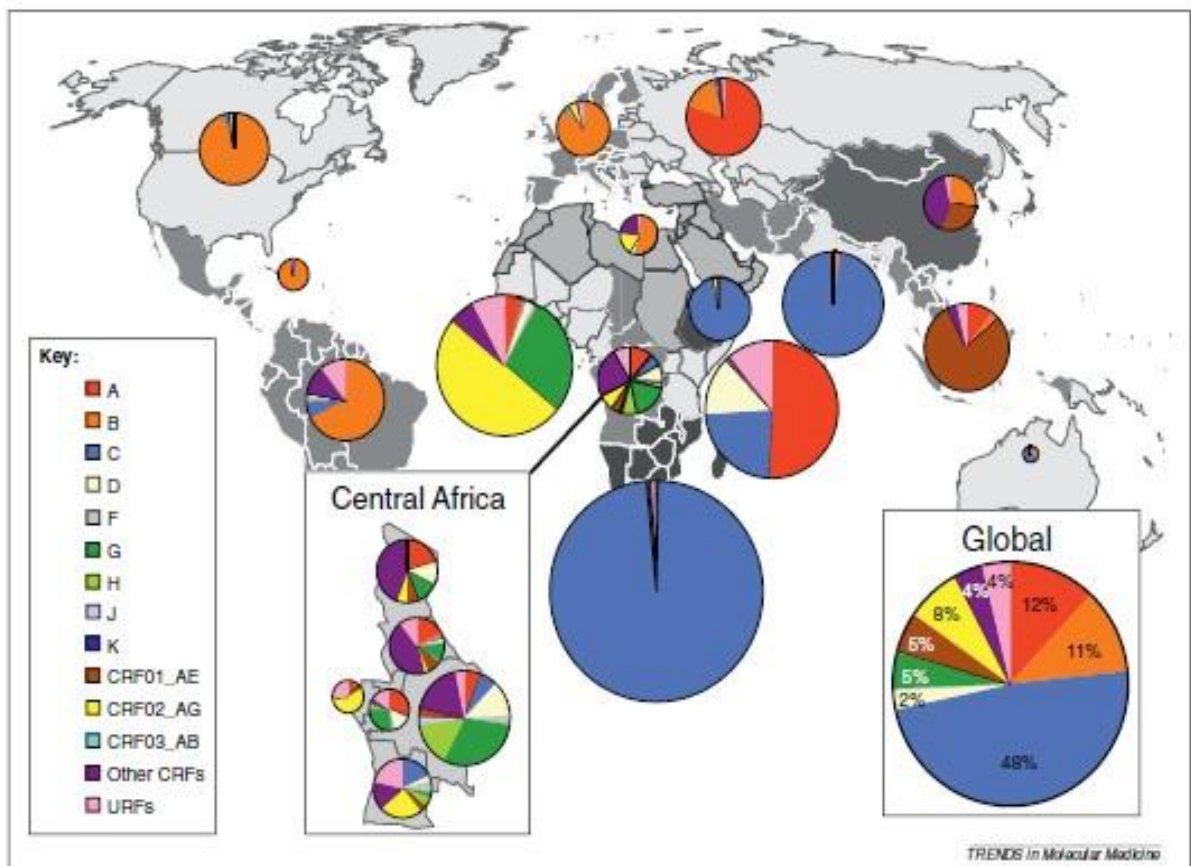 Key:
A
B
C
D
F
G
H
J
K
CRF01_AE
CRF02_AG
CRF03_AB
Other CRFs
URFs
Central Africa
Global
4%
4%
12%
8%
11%
5%
5%
2%
48%
TRENDS in Molecular Medicine